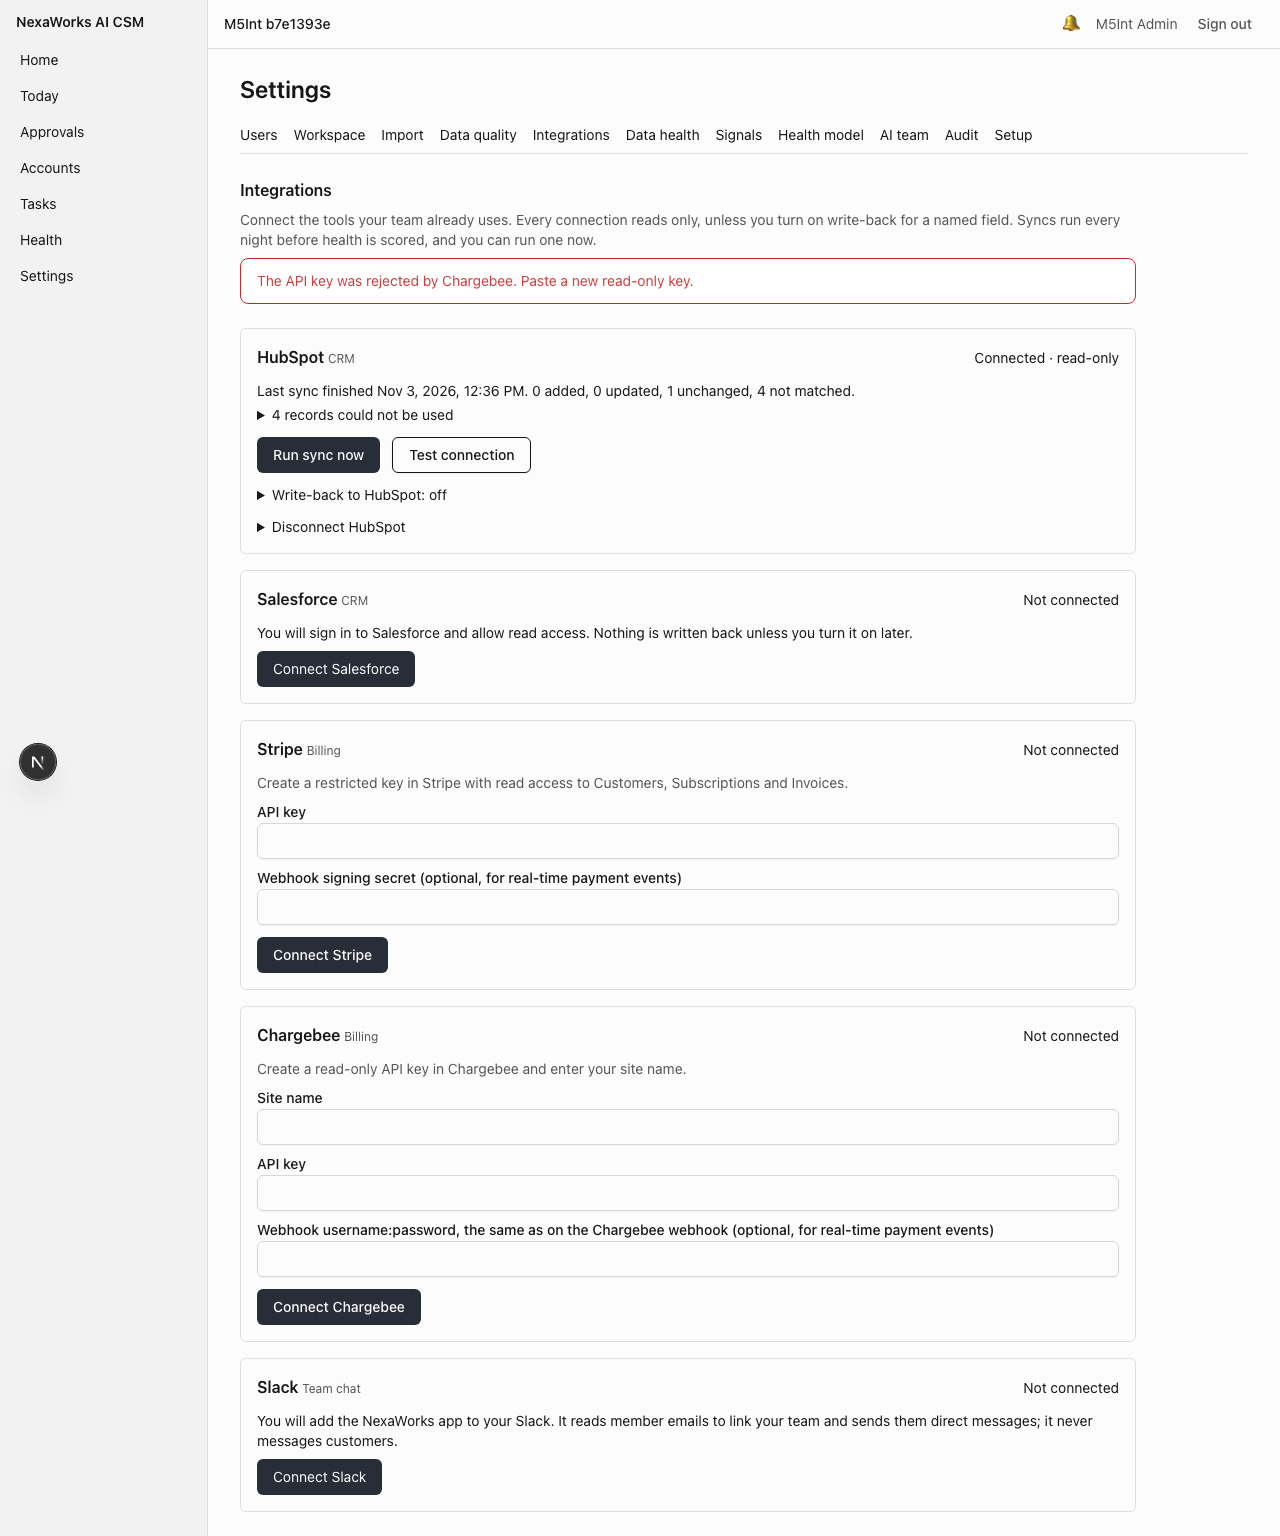 NexaWorks AI CSM
Home
Today
Approvals
Accounts
Tasks
Health
Settings
M5Int b7e1393e
M5Int Admin
Sign out
Settings
Users Workspace Import Data quality Integrations Data health Signals Health model AI team Audit Setup
Integrations
Connect the tools your team already uses. Every connection reads only, unless you turn on write-back for a named field. Syncs run every
night before health is scored, and you can run one now.
The API key was rejected by Chargebee. Paste a new read-only key.
HubSpot CRM
Connected · read-only
Last sync finished Nov 3, 2026, 12:36 PM. 0 added, 0 updated, 1 unchanged, 4 not matched.
4 records could not be used
Run sync now
Test connection
Write-back to HubSpot: off
Disconnect HubSpot
Salesforce CRM
Not connected
You will sign in to Salesforce and allow read access. Nothing is written back unless you turn it on later.
Connect Salesforce
Stripe Billing
Not connected
Create a restricted key in Stripe with read access to Customers, Subscriptions and Invoices.
API key
Webhook signing secret (optional, for real-time payment events)
Connect Stripe
Chargebee Billing
Not connected
Create a read-only API key in Chargebee and enter your site name.
Site name
API key
Webhook username:password, the same as on the Chargebee webhook (optional, for real-time payment events)
Connect Chargebee
Slack Team chat
Not connected
You will add the NexaWorks app to your Slack. It reads member emails to link your team and sends them direct messages; it never
messages customers.
Connect Slack
N